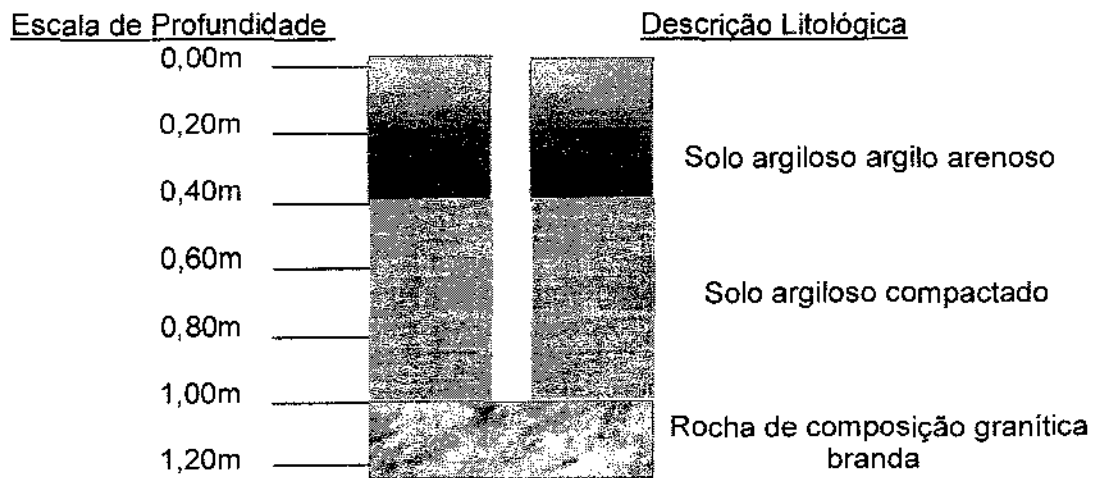 Escala de Profundidade
Descrição Litológica
0,00m
0,20m
Solo argiloso argilo arenoso
0,40m
0,60m
Solo argiloso compactado
0,80m
1,00m
Rocha de composição granítica
branda
1,20m